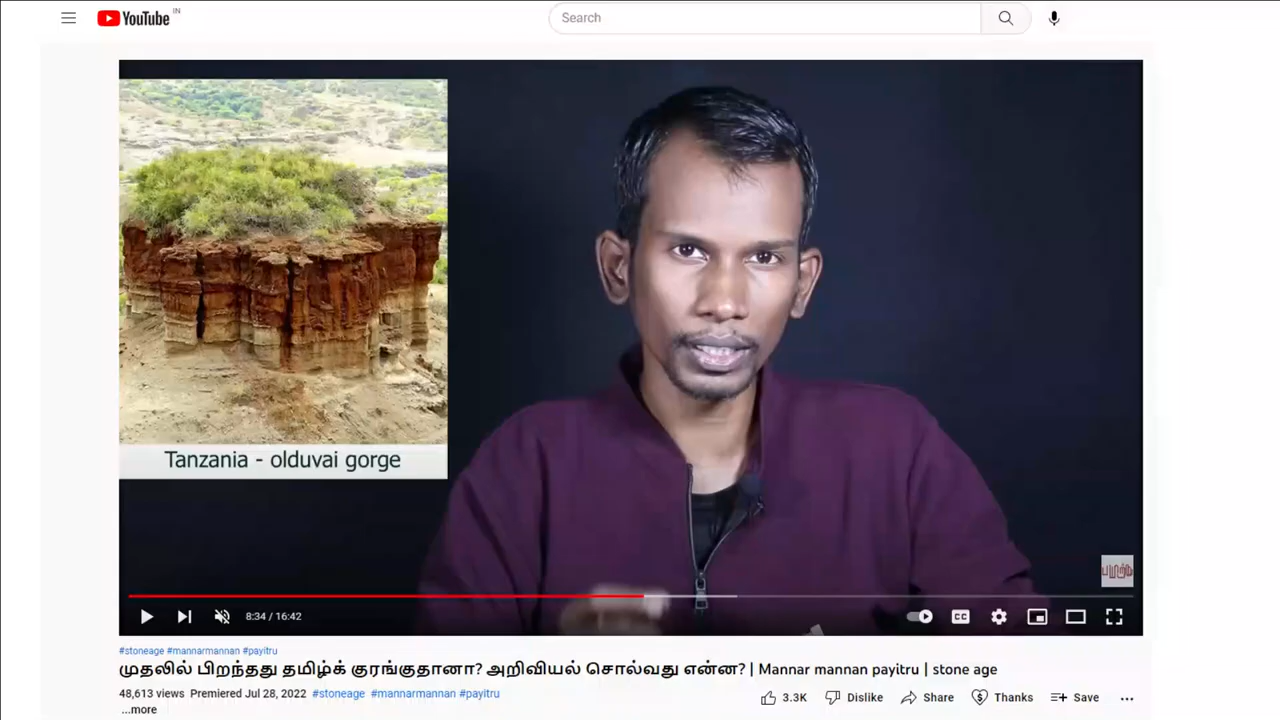 YouTube IN
Search
Tanzania - olduvai gorge
பயிற்று
8:34 / 16:42
CC
#stoneage #mannarmannan #payitru
முதலில் பிறந்தது தமிழ்க் குரங்குதானா? அறிவியல் சொல்வது என்ன? | Mannar mannan payitru | stone age
48,613 views Premiered Jul 28, 2022 #stoneage #mannarmannan #payitru
...more
3.3K Dislike Share Thanks Save